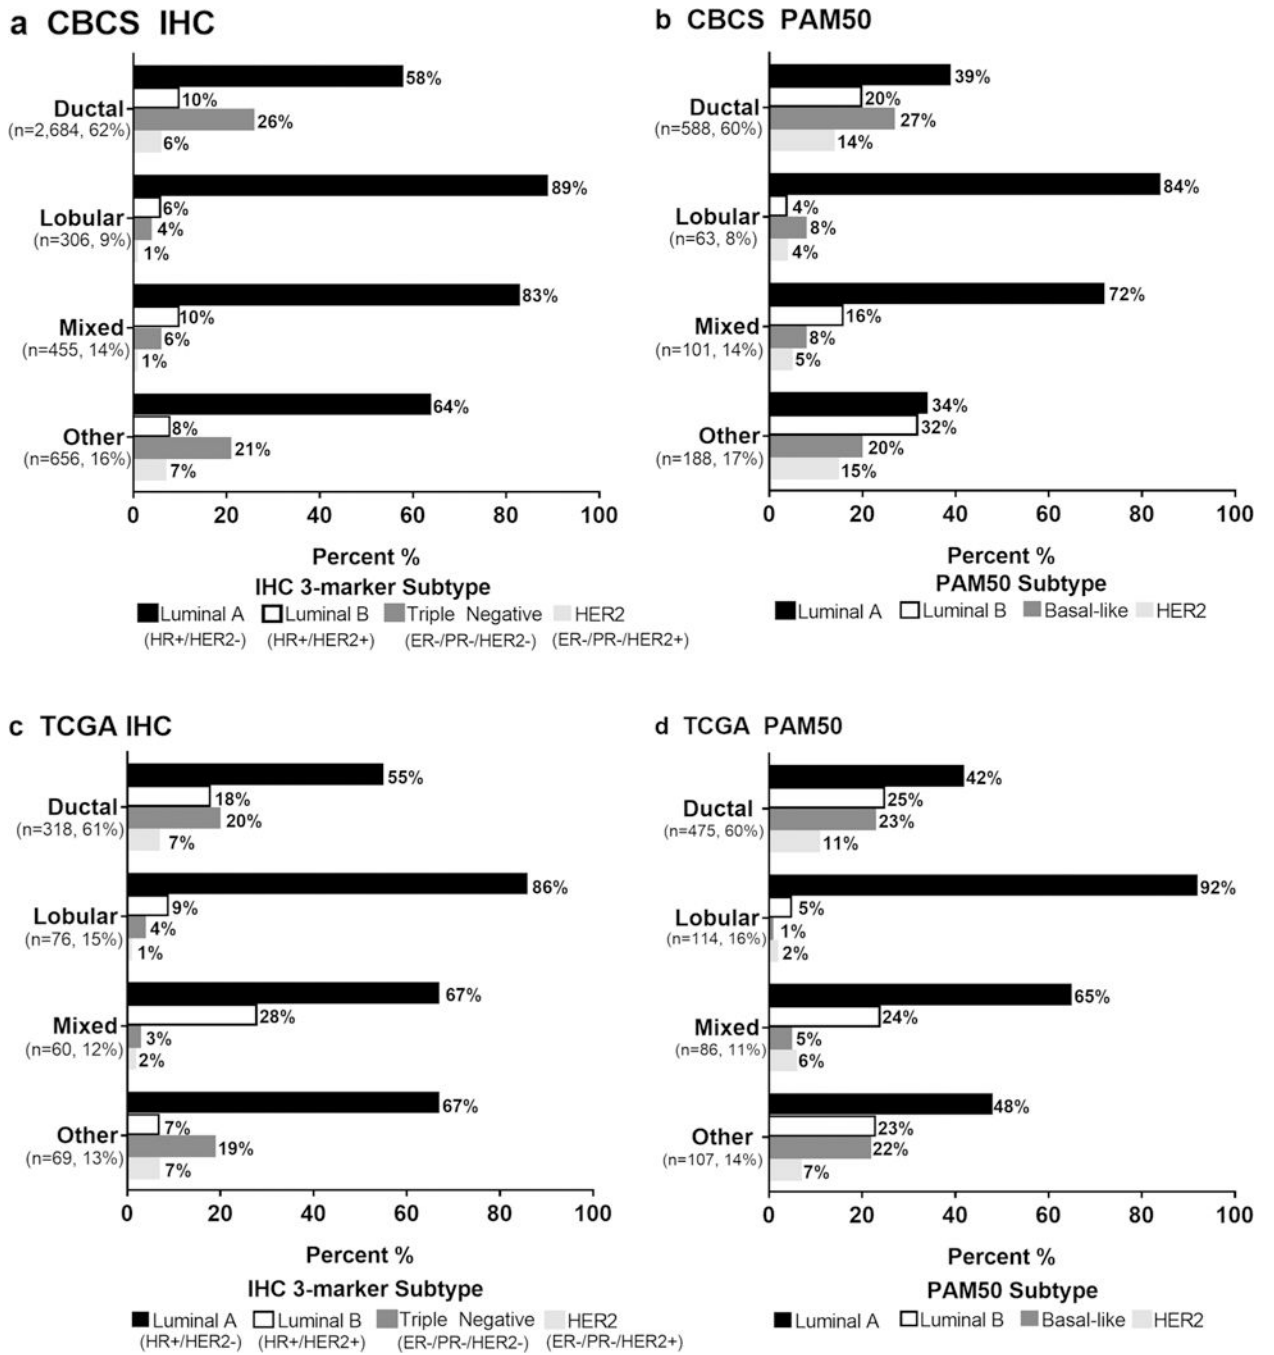 a CBCS IHC
58%
10%
Ductal
26%
(n=2,684, 62%)
6%
89%
6%
Lobular
4%
(n=306, 9%)
1%
83%
10%
Mixed
6%
(n=455, 14%)
1%
64%
8%
Other
21%
(n=656, 16%)
7%
0 20 40 60 80 100
Percent %
IHC 3-marker Subtype
Luminal A Luminal B Triple Negative HER2
(HR+/HER2-) (HR+/HER2+) (ER-/PR-/HER2-) (ER-/PR-/HER2+)
b CBCS PAM50
39%
20%
Ductal
27%
(n=588, 60%)
14%
84%
4%
Lobular
8%
(n=63, 8%)
4%
72%
16%
Mixed
8%
(n=101, 14%)
5%
34%
32%
Other
20%
(n=188, 17%)
15%
0 20 40 60 80 100
Percent %
PAM50 Subtype
Luminal A Luminal B Basal-like HER2
c TCGA IHC
55%
18%
Ductal
20%
(n=318, 61%)
7%
86%
9%
Lobular
4%
(n=76, 15%)
1%
67%
28%
Mixed
3%
(n=60, 12%)
2%
67%
7%
Other
19%
(n=69, 13%)
7%
0 20 40 60 80 100
Percent %
IHC 3-marker Subtype
Luminal A Luminal B Triple Negative HER2
(HR+/HER2-) (HR+/HER2+) (ER-/PR-/HER2-) (ER-/PR-/HER2+)
d TCGA PAM50
42%
25%
Ductal
23%
(n=475, 60%)
11%
92%
5%
Lobular
1%
(n=114, 16%)
2%
65%
24%
Mixed
5%
(n=86, 11%)
6%
48%
23%
Other
22%
(n=107, 14%)
7%
0 20 40 60 80 100
Percent %
PAM50 Subtype
Luminal A Luminal B Basal-like HER2